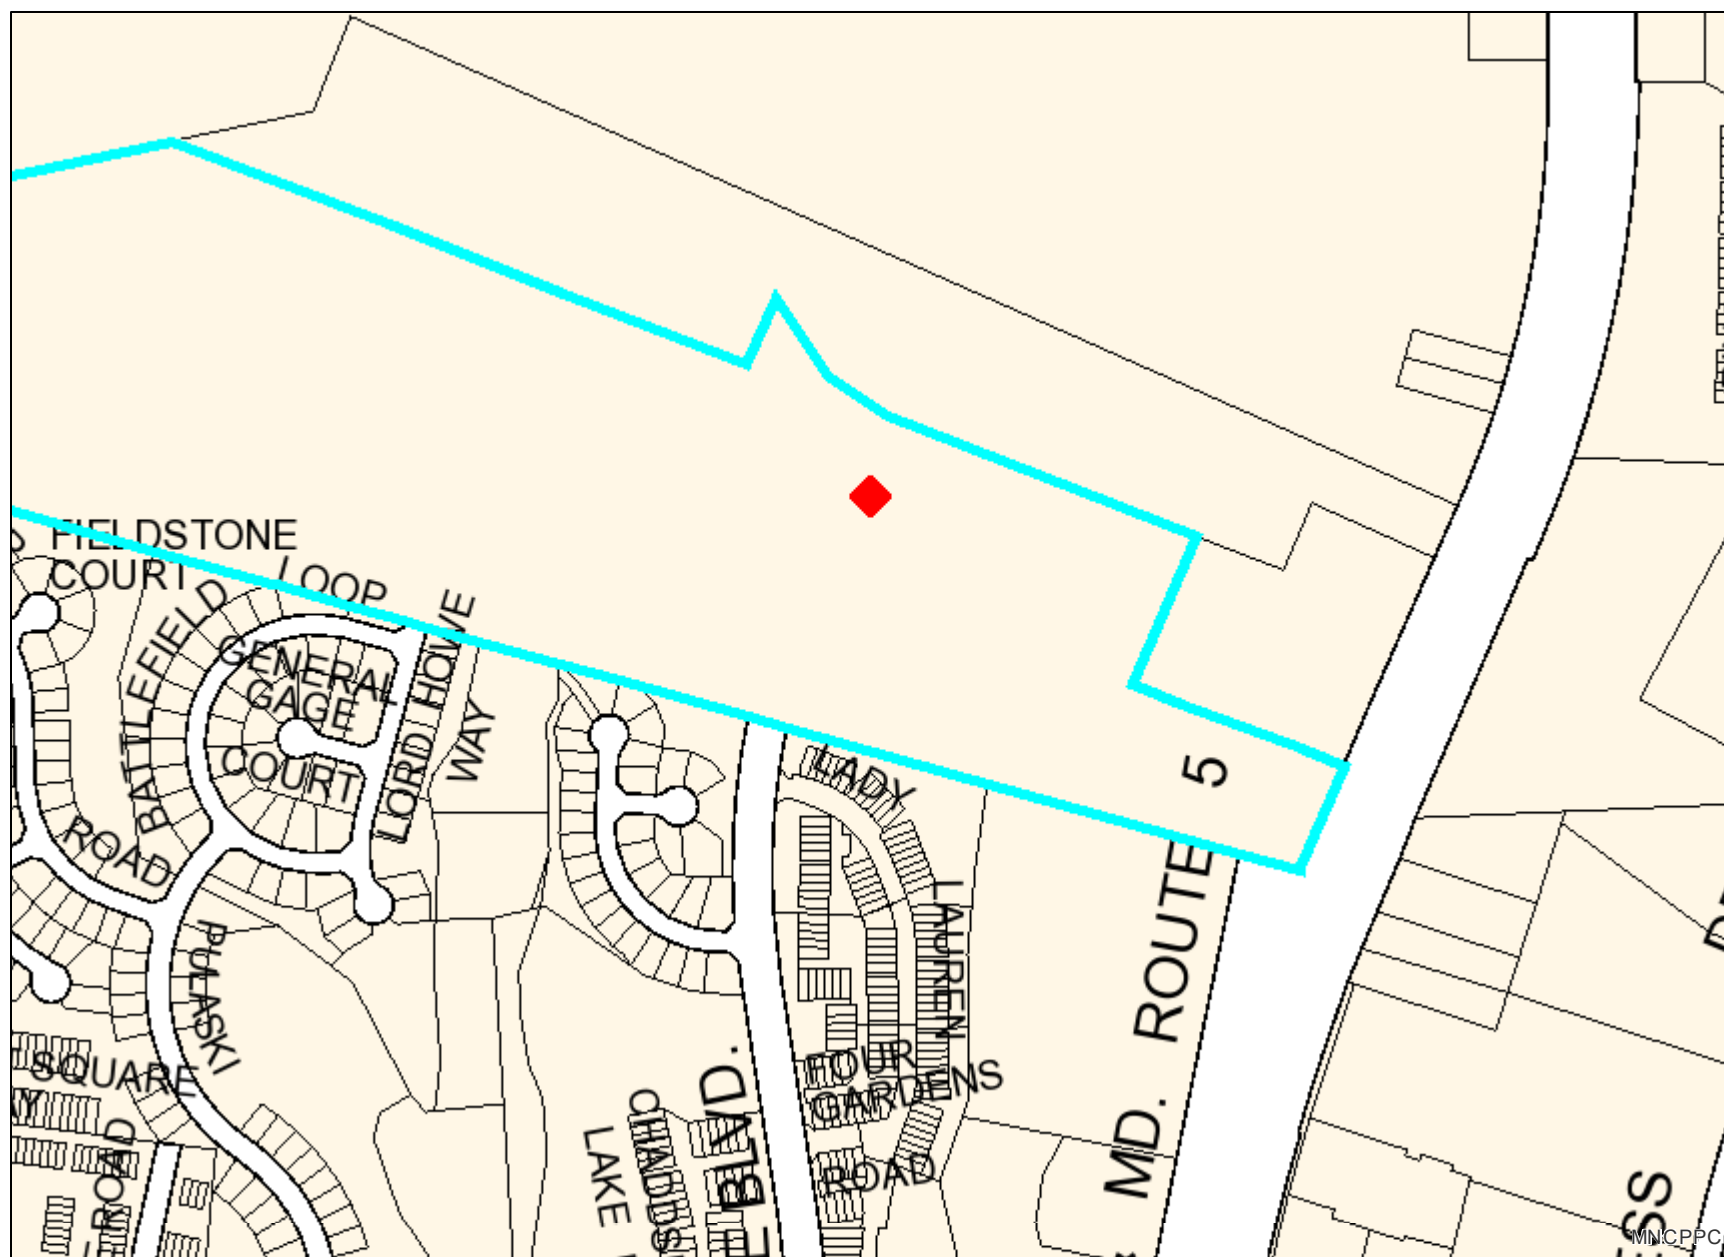 FIELDSTONE
COURT
LOOP
BATTLEFIELD
GENERAL
GAGE
COURT
LORD HOWE
WAY
ROAD
LADY
LAUREN
5
MD. ROUTE
PULASKI
SQUARE
ROAD
FOUR
GARDENS
ROAD
BLVD.
LAKE
MNCPPC